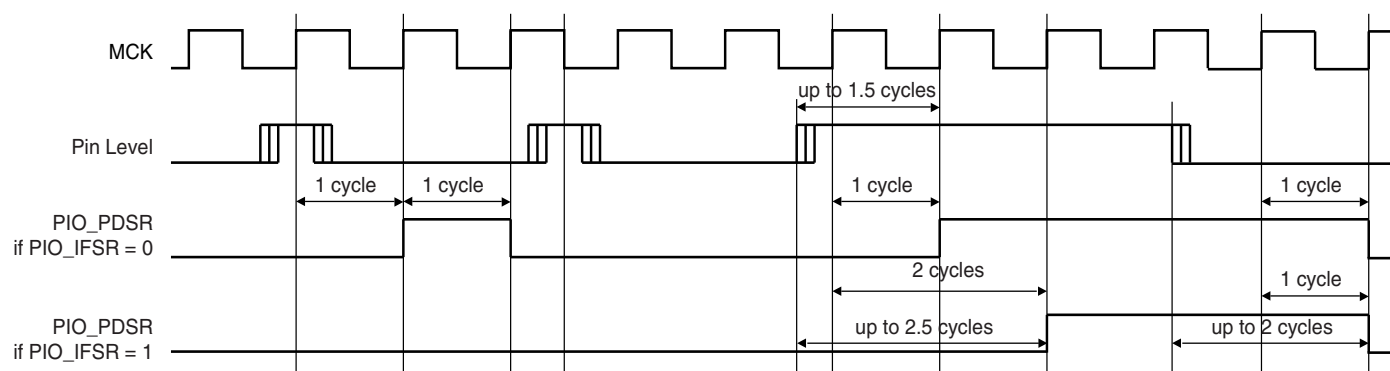 MCK
up to 1.5 cycles
Pin Level
1 cycle
1 cycle
1 cycle
1 cycle
PIO_PDSR
if PIO_IFSR = 0
2 cycles
1 cycle
PIO_PDSR
if PIO_IFSR = 1
up to 2.5 cycles
up to 2 cycles